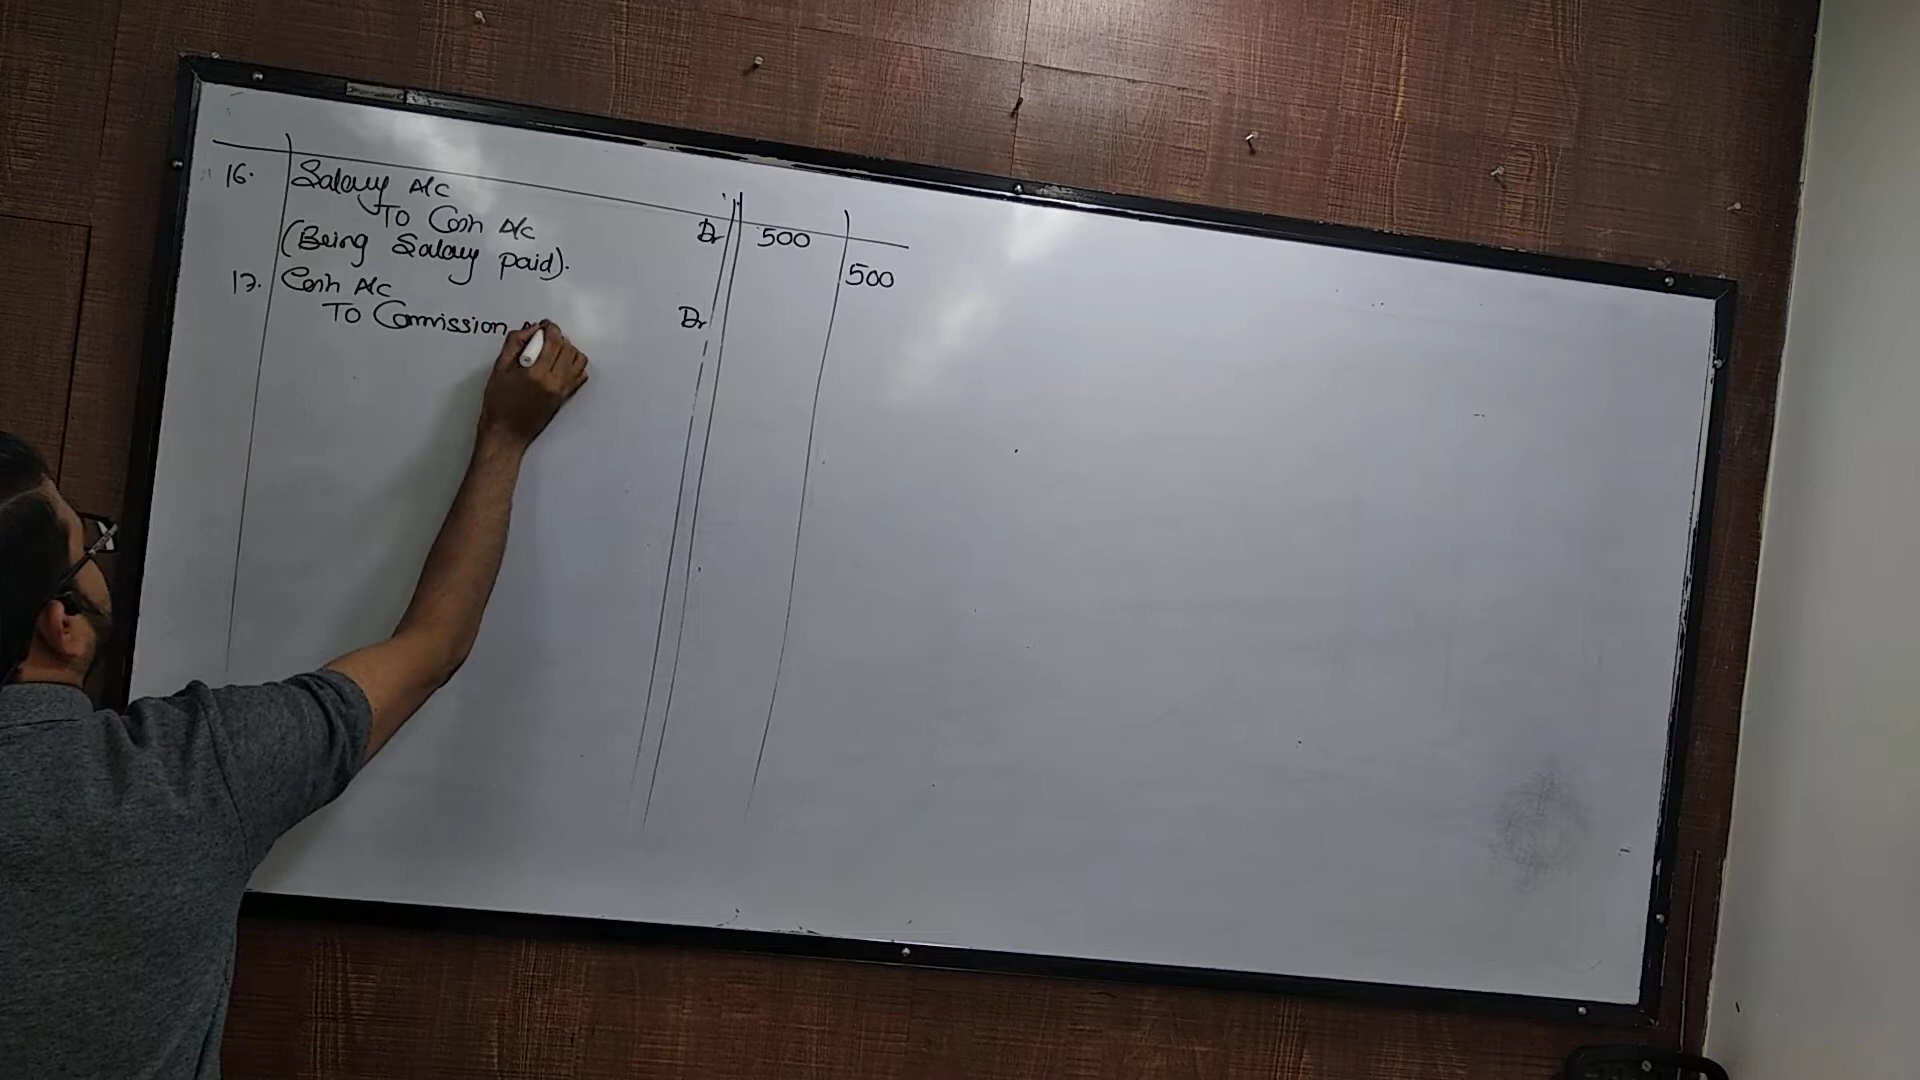 16. Salary A/c Dr 500
To Cash A/c 500
(Being Salary paid).
17. Cash A/c Dr
To Commission